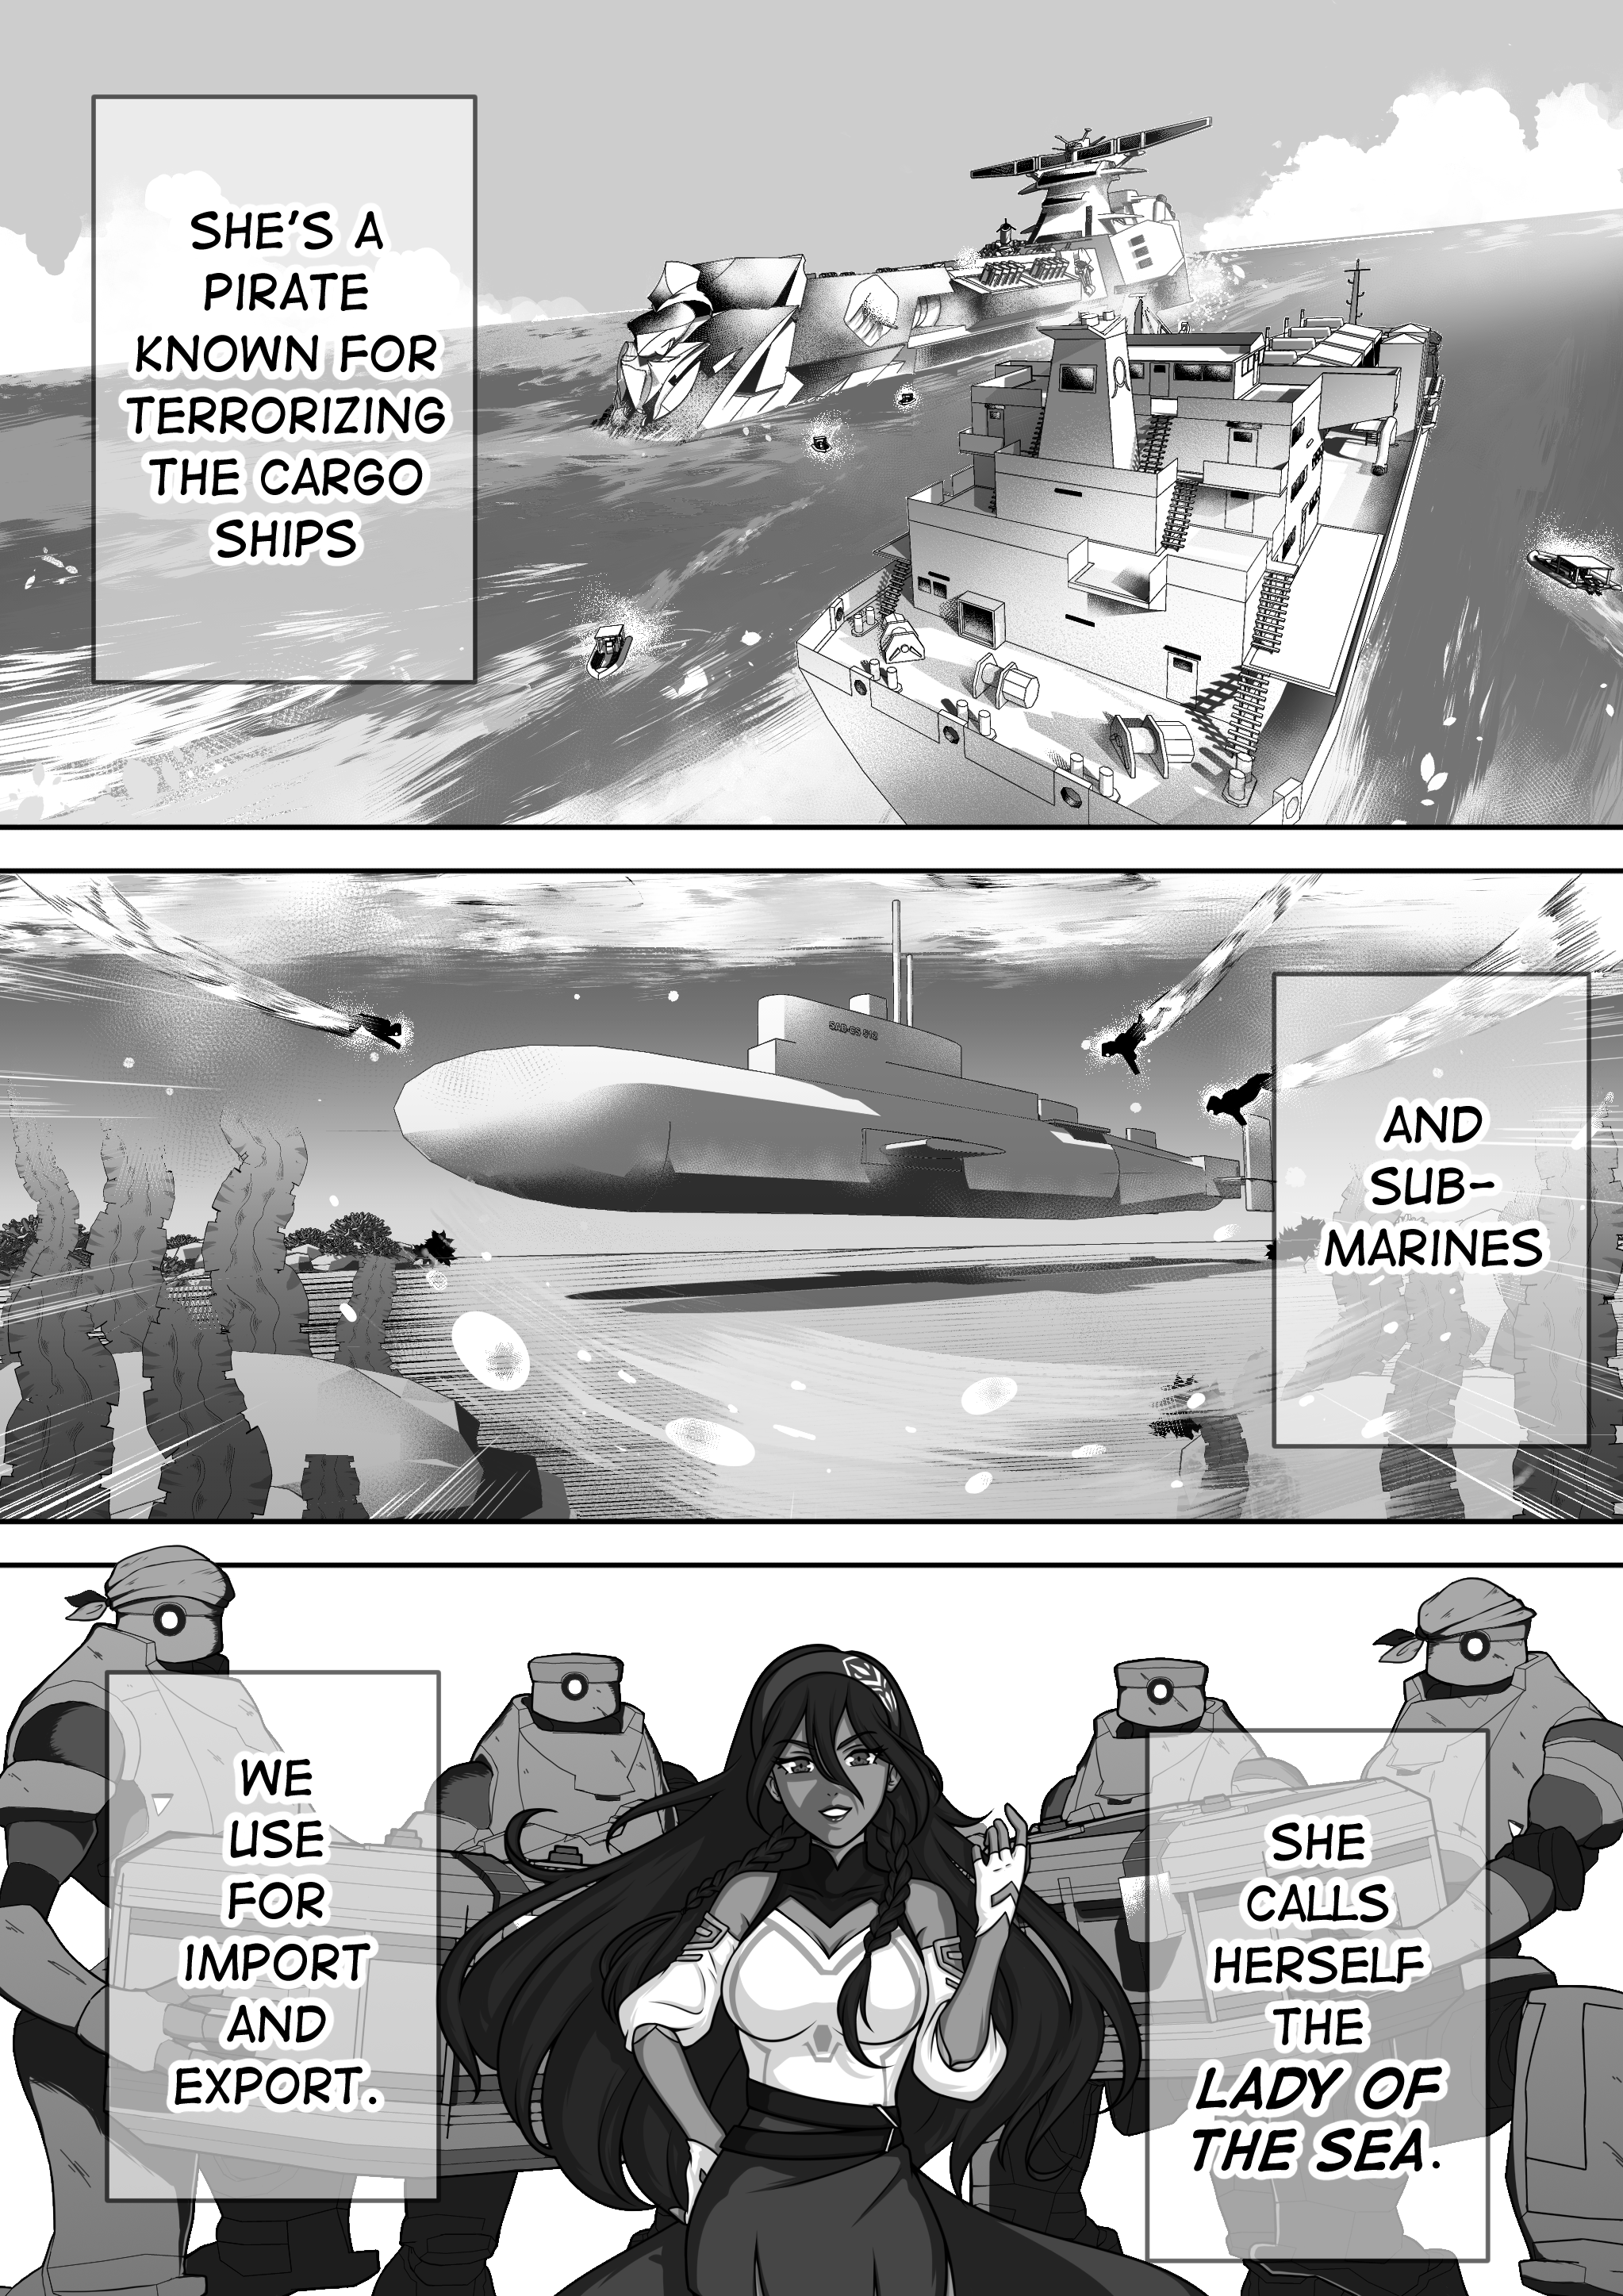 SHE'S A
PIRATE
KNOWN FOR
TERRORIZING
THE CARGO
SHIPS
AND
SUB-
MARINES
WE
USE
FOR
IMPORT
AND
EXPORT.
SHE
CALLS
HERSELF
THE
LADY OF
THE SEA.